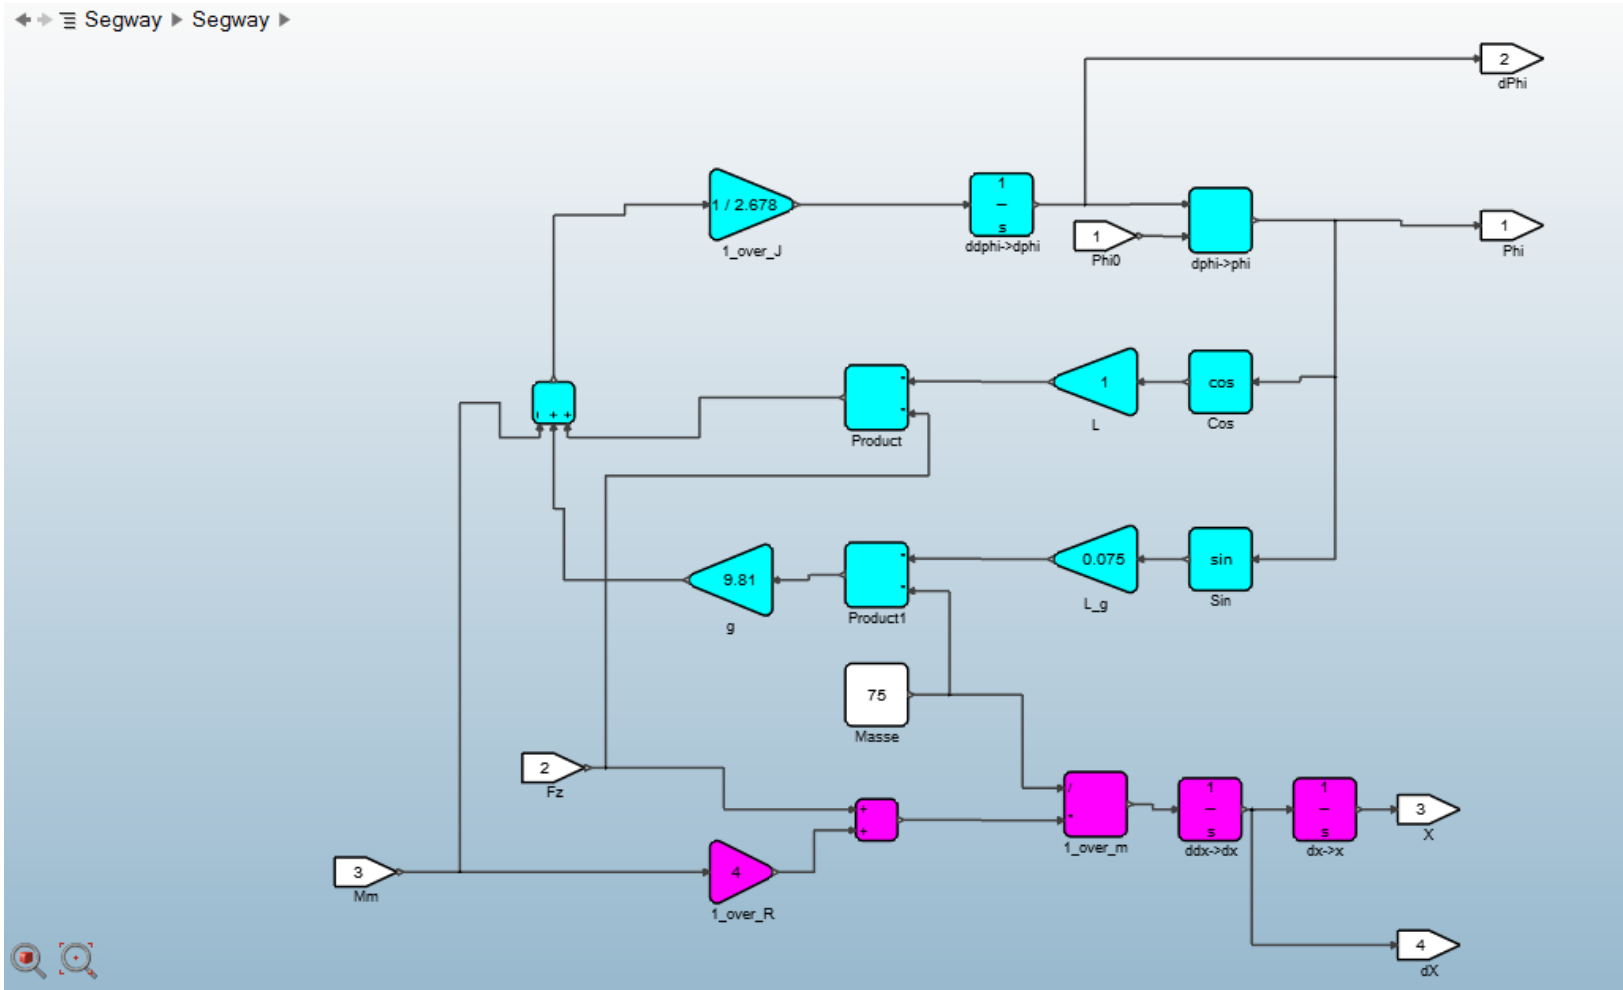 Segway Segway
2
dPhi
1 / 2.678
1_over_J
1
s
ddphi->dphi
1
Phi0
dphi->phi
1
Phi
- + +
Product
1
L
cos
Cos
9.81
g
Product1
0.075
L_g
sin
Sin
75
Masse
2
Fz
+
+
/
1_over_m
1
s
ddx->dx
1
s
dx->x
3
X
3
Mm
4
1_over_R
4
dX